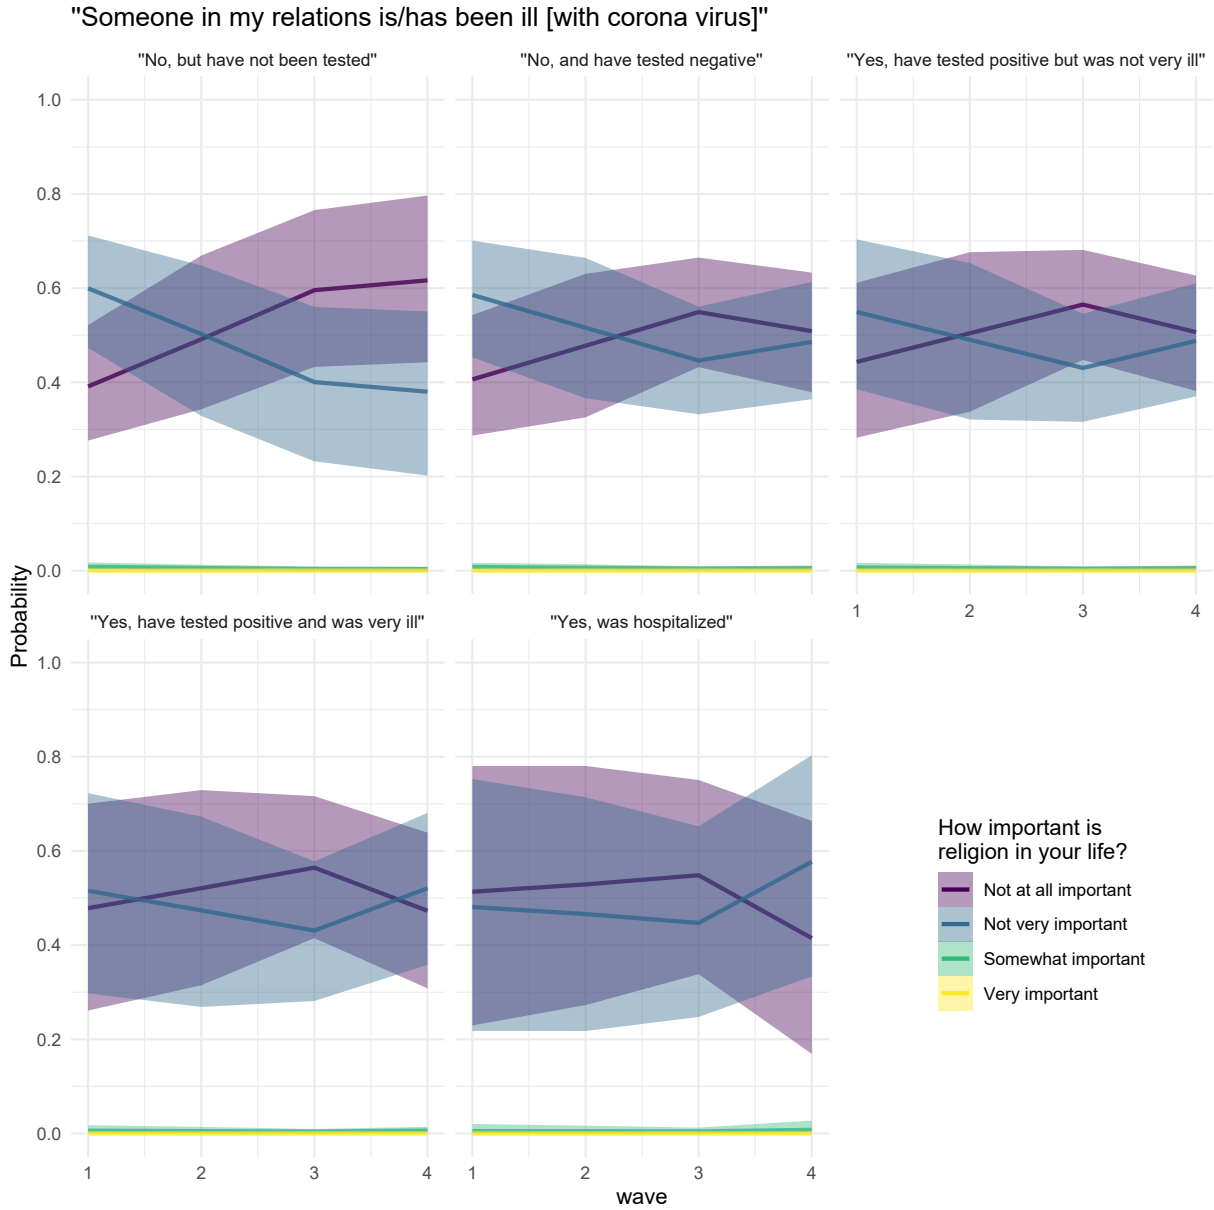 "Someone in my relations is/has been ill [with corona virus]"
"No, but have not been tested"
"No, and have tested negative"
"Yes, have tested positive but was not very ill"
1.0
0.8
0.6
0.4
0.2
0.0
1 2 3 4
Probability
"Yes, have tested positive and was very ill"
"Yes, was hospitalized"
1.0
0.8
0.6
0.4
0.2
0.0
1 2 3 4
1 2 3 4
wave
How important is
religion in your life?
Not at all important
Not very important
Somewhat important
Very important